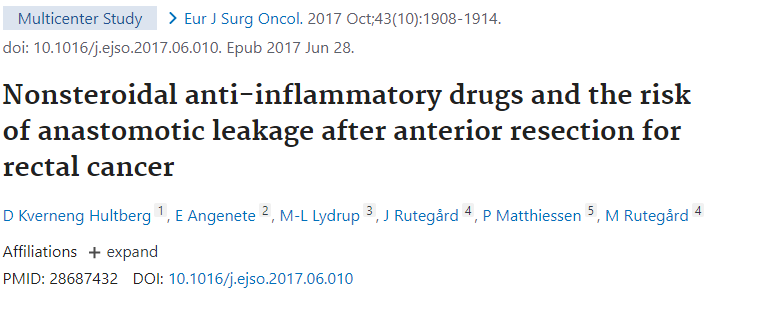 Multicenter Study > Eur J Surg Oncol. 2017 Oct;43(10):1908-1914.
doi: 10.1016/j.ejso.2017.06.010. Epub 2017 Jun 28.
Nonsteroidal anti-inflammatory drugs and the risk
of anastomotic leakage after anterior resection for
rectal cancer
D Kverneng Hultberg 1, E Angenete 2, M-L Lydrup 3, J Rutegård 4, P Matthiessen 5, M Rutegård 4
Affiliations + expand
PMID: 28687432 DOI: 10.1016/j.ejso.2017.06.010